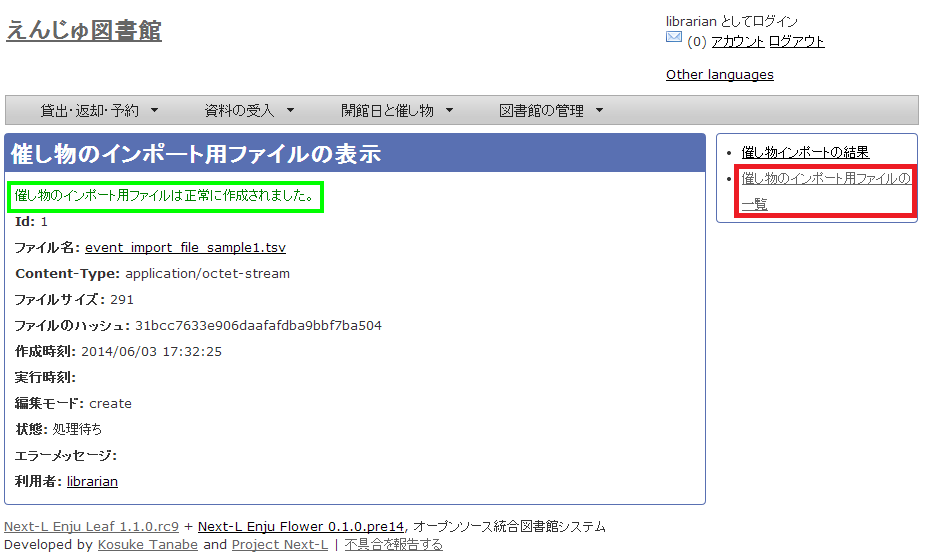 えんじゅ図書館
librarian としてログイン
(0) アカウント ログアウト
Other languages
貸出・返却・予約 資料の受入 開館日と催し物 図書館の管理
催し物のインポート用ファイルの表示
催し物のインポート用ファイルは正常に作成されました。
Id: 1
ファイル名: event_import_file_sample1.tsv
Content-Type: application/octet-stream
ファイルサイズ: 291
ファイルのハッシュ: 31bcc7633e906daafafdba9bbf7ba504
作成時刻: 2014/06/03 17:32:25
実行時刻:
編集モード: create
状態: 処理待ち
エラーメッセージ:
利用者: librarian
催し物インポートの結果
催し物のインポート用ファイルの
一覧
Next-L Enju Leaf 1.1.0.rc9 + Next-L Enju Flower 0.1.0.pre14, オープンソース統合図書館システム
Developed by Kosuke Tanabe and Project Next-L | 不具合を報告する